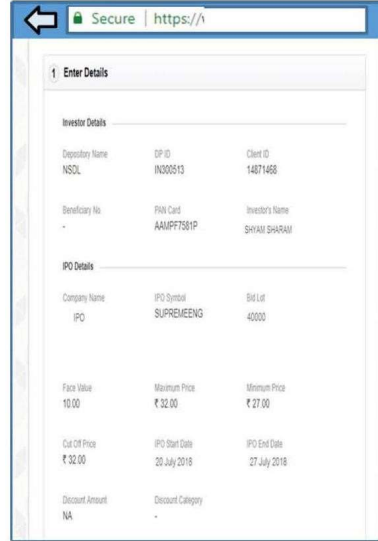 Secure | https://
1 Enter Details
Investor Details
Depository Name DP ID Client ID
NSDL IN300513 14871468
Beneficiary No PAN Card Investor's Name
- AAMPF7581P SHYAM SHARAM
IPO Details
Company Name IPO Symbol Bid Lot
IPO SUPREMEENG 40000
Face Value Maximum Price Minimum Price
10.00 ₹ 32.00 ₹ 27.00
Cut Off Price IPO Start Date IPO End Date
₹ 32.00 20 July 2018 27 July 2018
Discount Amount Discount Category
NA -